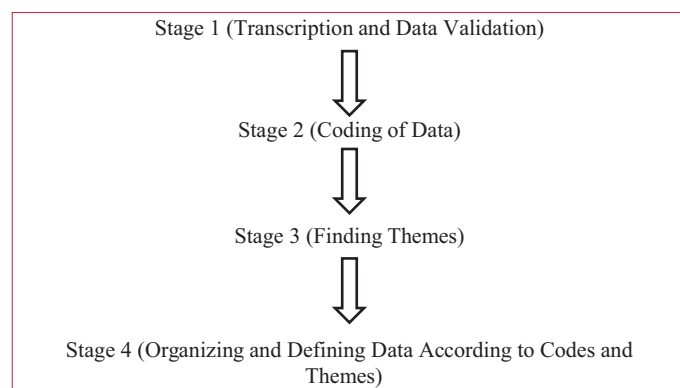 Stage 1 (Transcription and Data Validation)
Stage 2 (Coding of Data)
Stage 3 (Finding Themes)
Stage 4 (Organizing and Defining Data According to Codes and
Themes)